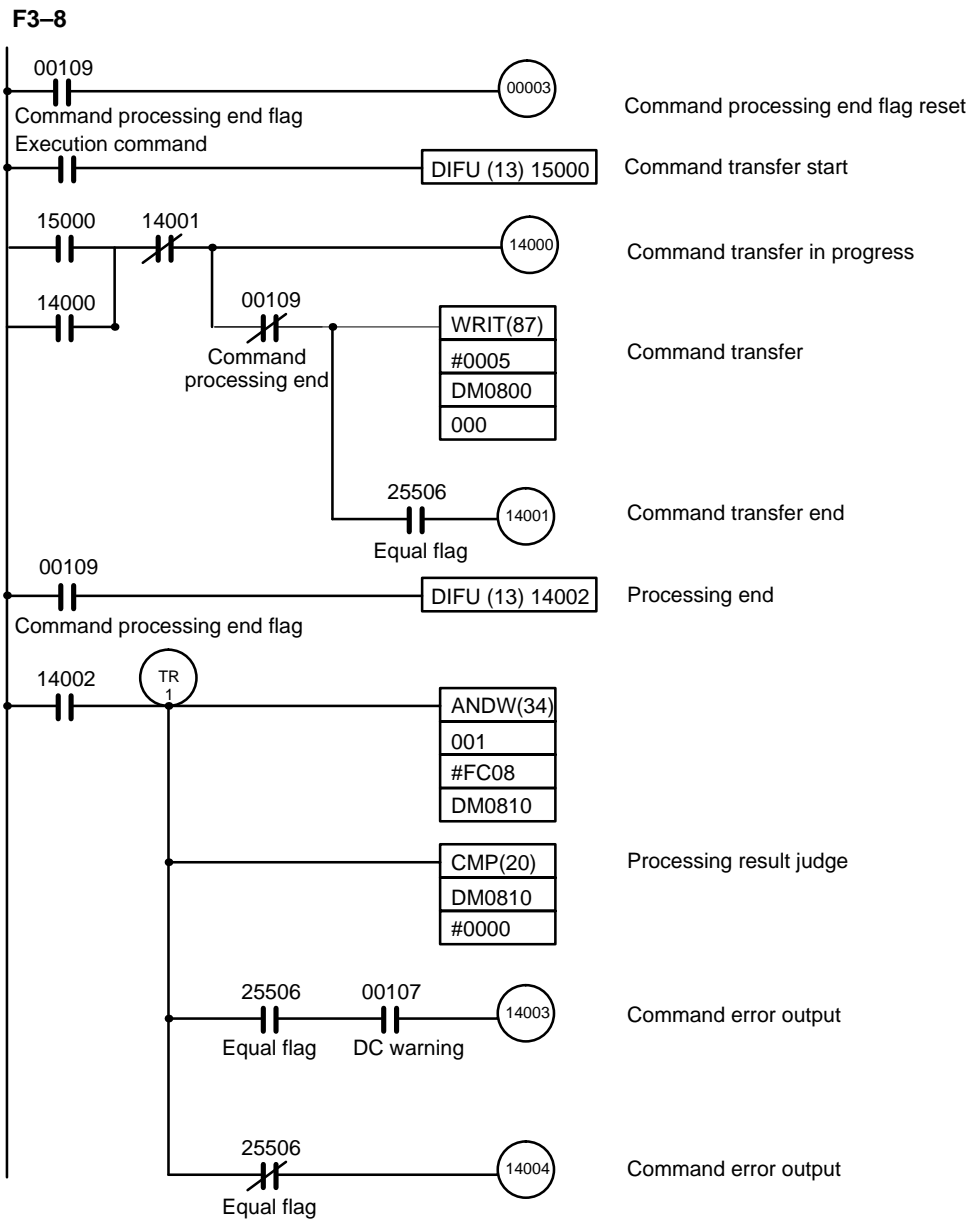 F3–8
00109
00003
Command processing end flag
Command processing end flag reset
Execution command
DIFU (13) 15000
Command transfer start
15000
14001
14000
Command transfer in progress
14000
00109
Command
processing end
WRIT(87)
#0005
DM0800
000
Command transfer
25506
14001
Equal flag
Command transfer end
00109
DIFU (13) 14002
Processing end
Command processing end flag
14002
TR
1
ANDW(34)
001
#FC08
DM0810
CMP(20)
DM0810
#0000
Processing result judge
25506
00107
14003
Equal flag
DC warning
Command error output
25506
14004
Equal flag
Command error output